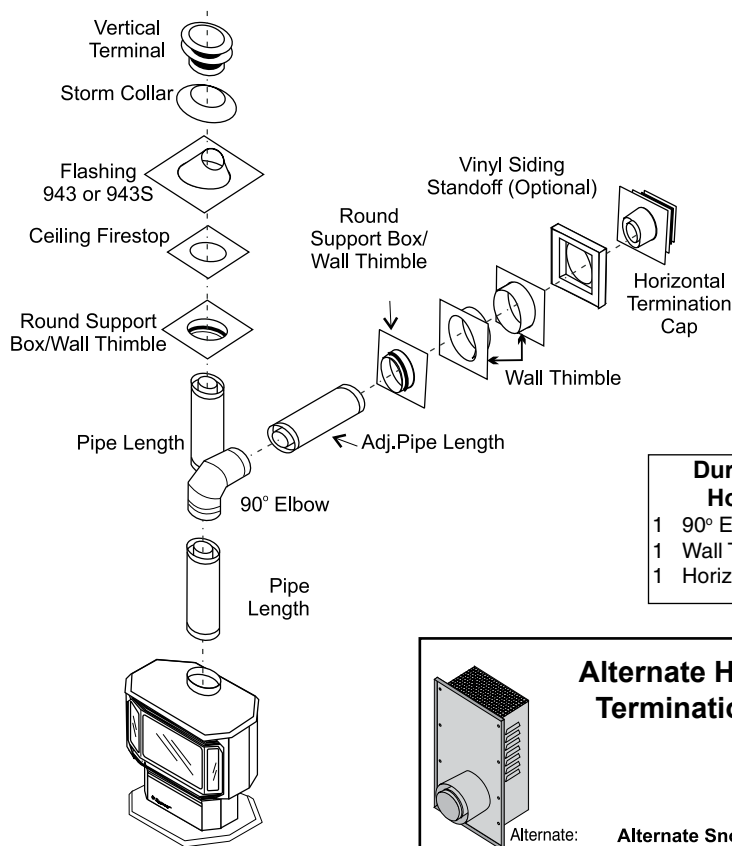 Vertical
Terminal
Storm Collar
Flashing
943 or 943S
Ceiling Firestop
Round Support
Box/Wall Thimble
Pipe Length
90° Elbow
Pipe
Length
Adj.Pipe Length
Round
Support Box/
Wall Thimble
Vinyl Siding
Standoff (Optional)
Wall Thimble
Horizontal
Termination
Cap
Dur
Ho
1 90° E
1 Wall T
1 Horiz
Alternate H
Terminatio
Alternate: Alternate Sno